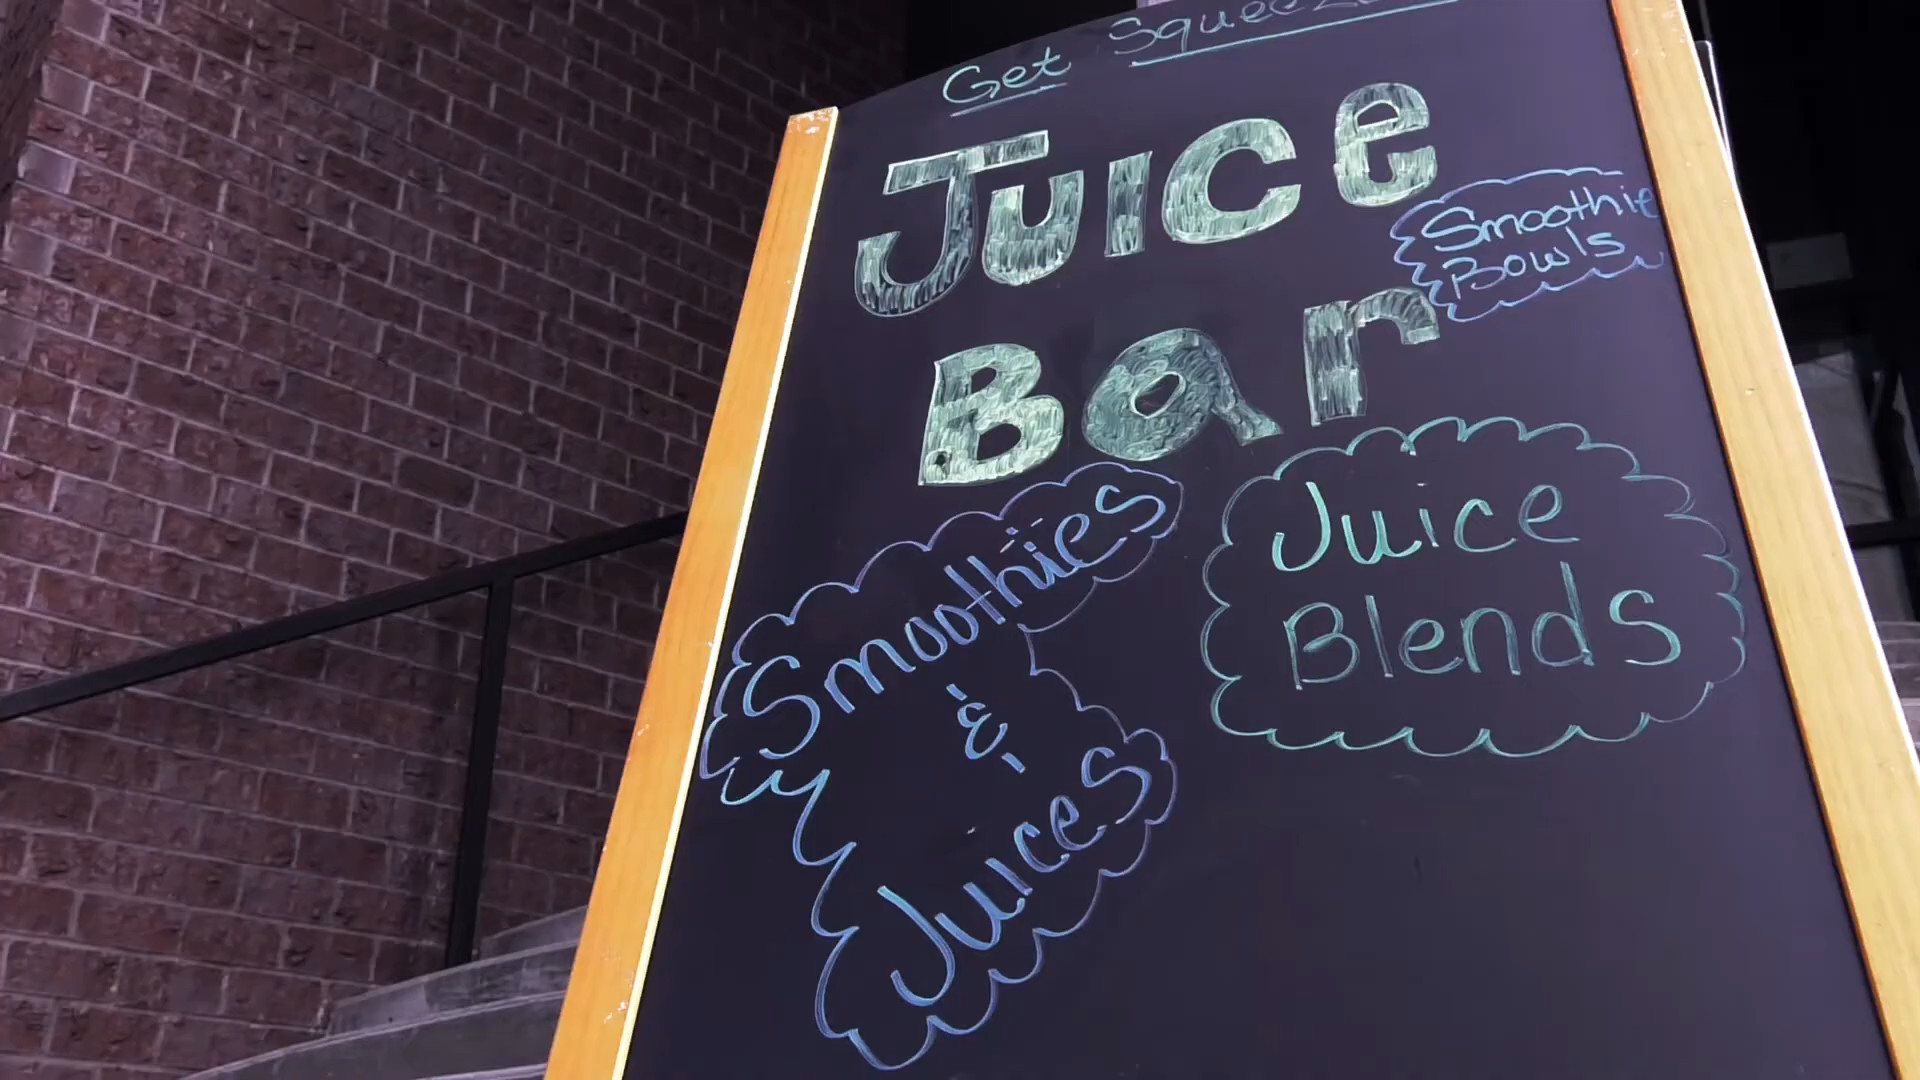 Get
Juice
Bar
Smoothie
Bowls
Smoothies
&
Juices
Juice
Blends